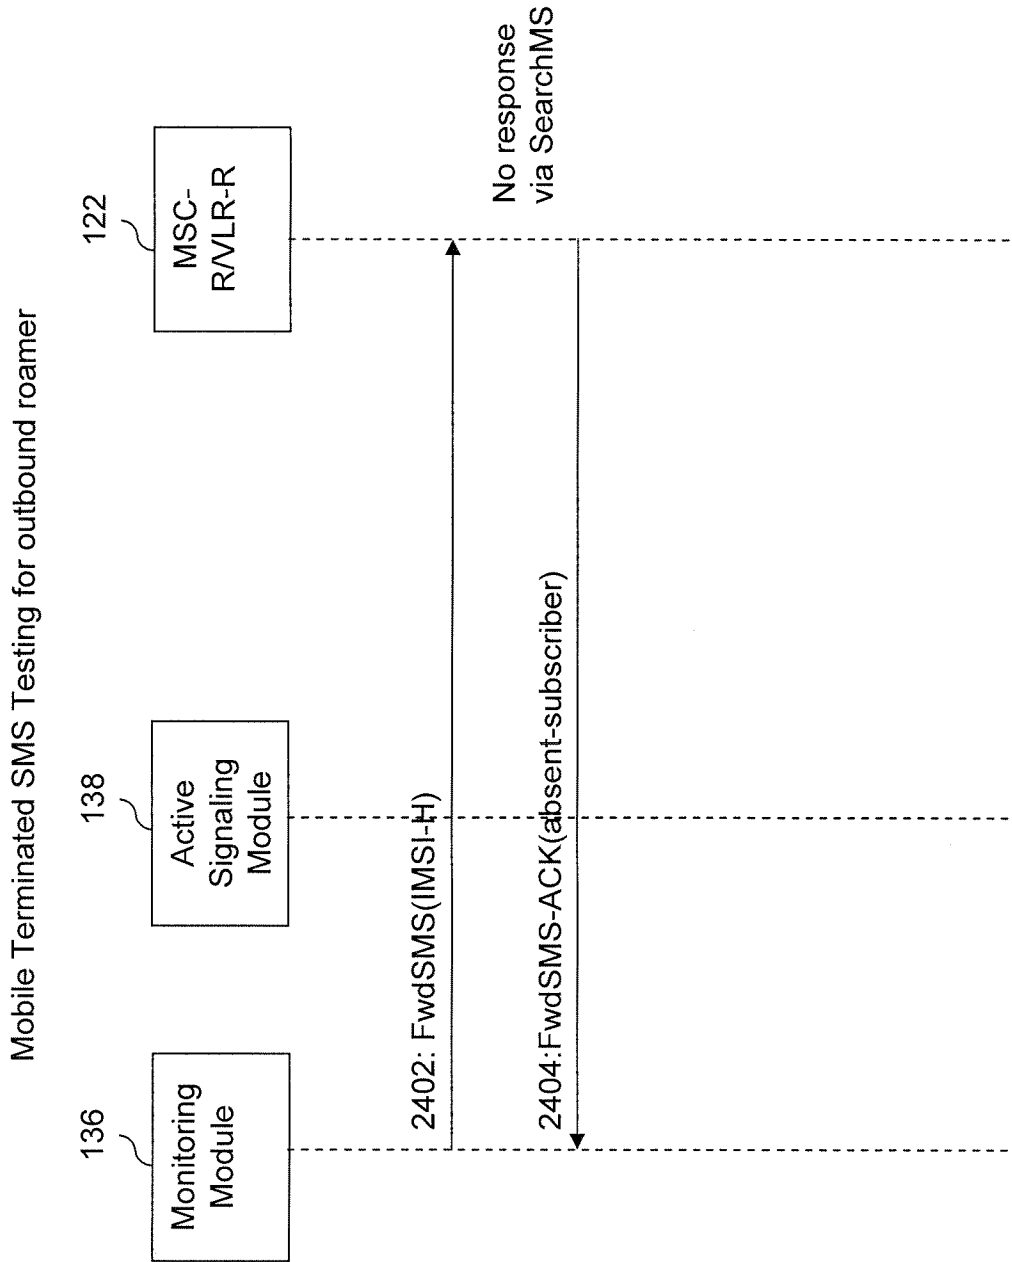 Mobile Terminated SMS Testing for outbound roamer
136
138
122
Monitoring
Module
Active
Signaling
Module
MSC-
R/VLR-R
2402: FwdSMS(IMSI-H)
No response
via SearchMS
2404:FwdSMS-ACK(absent-subscriber)